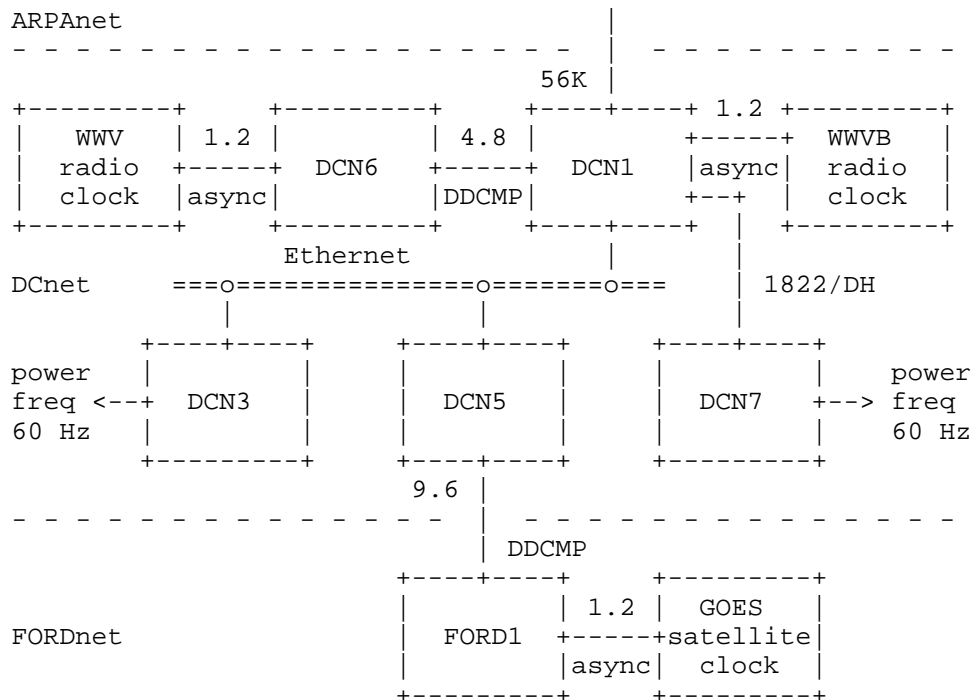 ARPAnet
56K
1.2
WWV 1.2 4.8 WWVB
radio DCN6 DCN1 async radio
clock async DDCMP clock
Ethernet
DCnet 1822/DH
power power
freq DCN3 DCN5 DCN7 freq
60 Hz 60 Hz
9.6
DDCMP
1.2 GOES
FORDnet FORD1 satellite
async clock